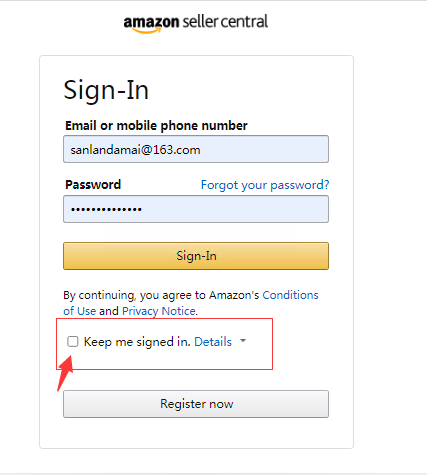 amazon seller central
Sign-In
Email or mobile phone number
sanlandamai@163.com
Password Forgot your password?
••••••••••••••
Sign-In
By continuing, you agree to Amazon's Conditions
of Use and Privacy Notice.
Keep me signed in. Details
Register now